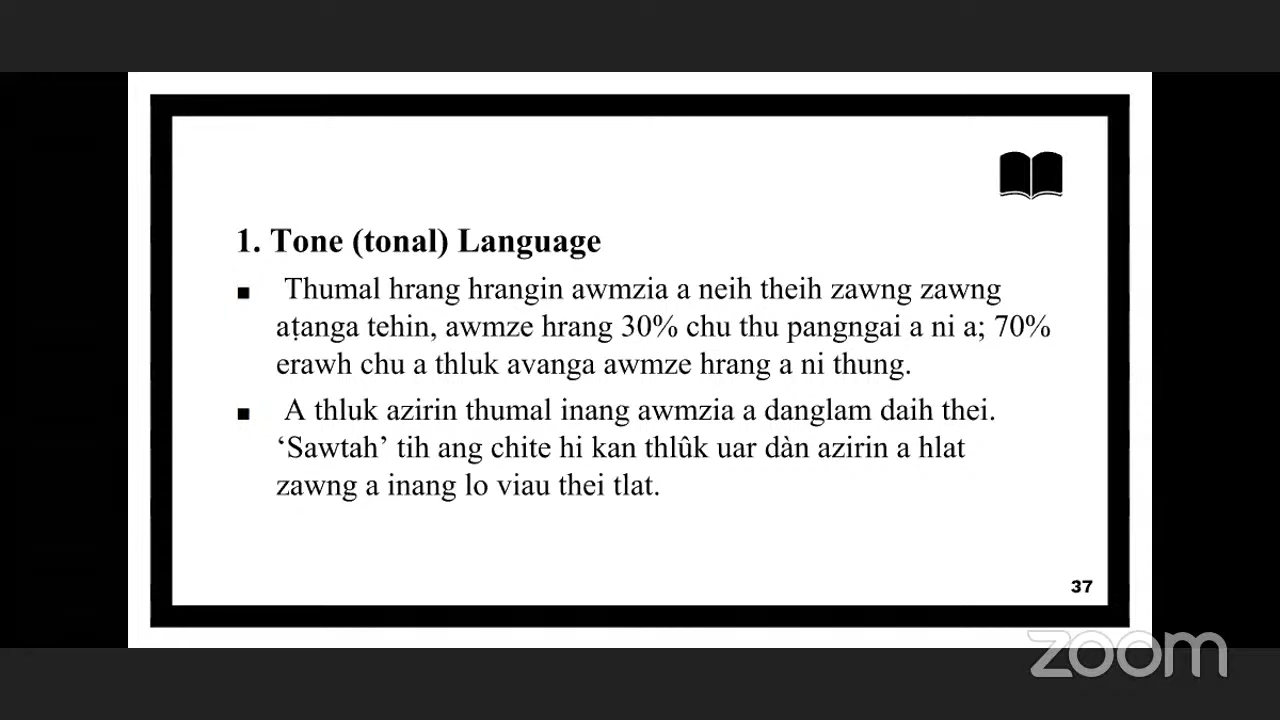 1. Tone (tonal) Language
▪ Thumal hrang hrangin awmzia a neih theih zawng zawng
aṭanga tehin, awmze hrang 30% chu thu pangngai a ni a; 70%
erawh chu a thluk avanga awmze hrang a ni thung.
▪ A thluk azirin thumal inang awmzia a danglam daih thei.
‘Sawtah’ tih ang chite hi kan thlûk uar dàn azirin a hlat
zawng a inang lo viau thei tlat.
37
zoom